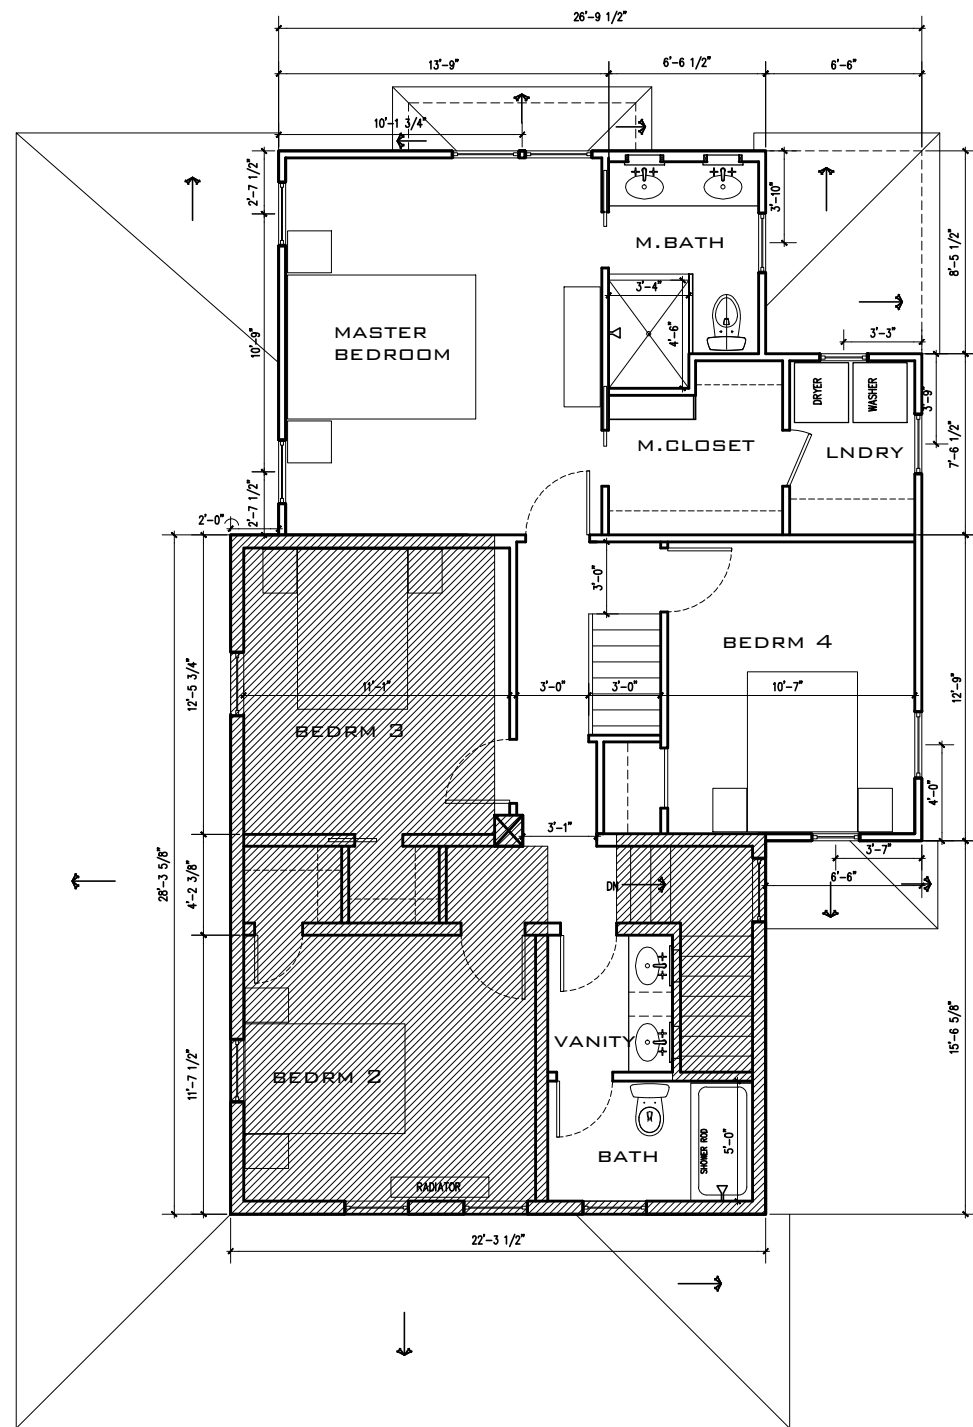 26'-9 1/2"
13'-9"
6'-6 1/2"
6'-6"
10'-1 3/4"
2'-7 1/2"
3'-10"
M.BATH
8'-5 1/2"
3'-4"
4'-6"
3'-3"
MASTER
BEDROOM
10'-9"
DRYER
WASHER
3'-9"
M.CLOSET
LNDRY
7'-6 1/2"
2'-7 1/2"
2'-0"
3'-0"
BEDRM 4
12'-5 3/4"
11'-1"
3'-0"
3'-0"
10'-7"
12'-9"
BEDRM 3
4'-0"
3'-1"
3'-7"
6'-6"
28'-3 5/8"
4'-2 3/8"
DN
VANITY
15'-6 5/8"
11'-7 1/2"
BEDRM 2
BATH
SHOWER ROD
5'-0"
RADIATOR
22'-3 1/2"